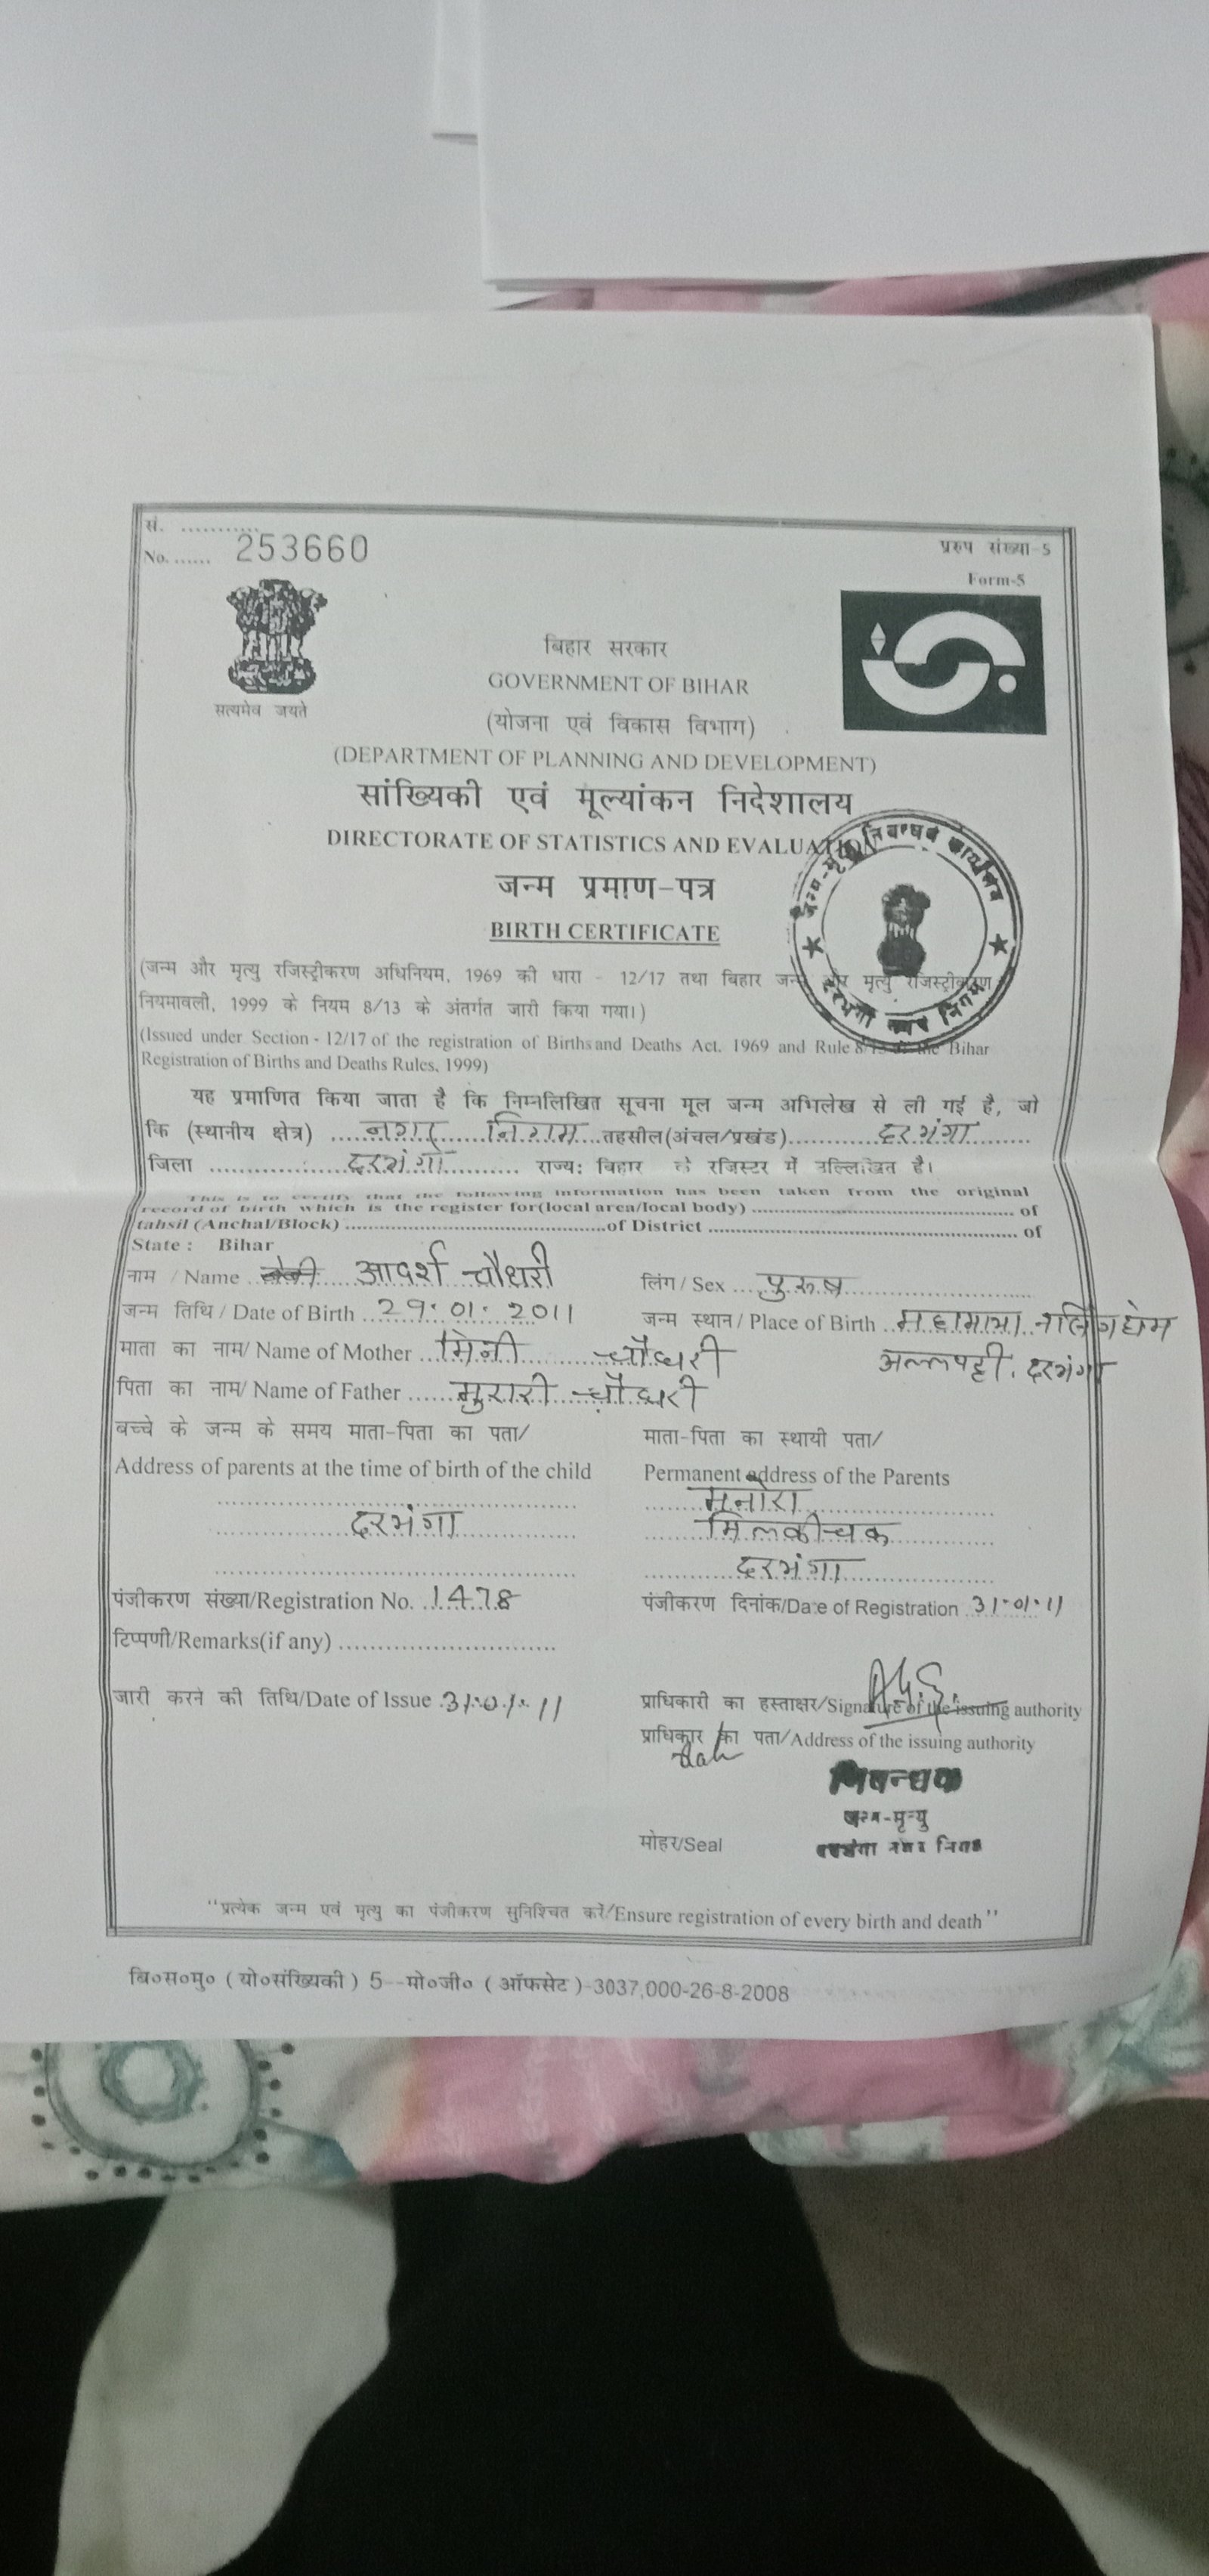 सं. ...........
No. ...... 253660
प्ररुप संख्या-5
Form-5
सत्यमेव जयते
बिहार सरकार
GOVERNMENT OF BIHAR
(योजना एवं विकास विभाग)
(DEPARTMENT OF PLANNING AND DEVELOPMENT)
सांख्यिकी एवं मूल्यांकन निदेशालय
DIRECTORATE OF STATISTICS AND EVALUATION
जन्म प्रमाण-पत्र
BIRTH CERTIFICATE
(जन्म और मृत्यु रजिस्ट्रीकरण अधिनियम, 1969 की धारा - 12/17 तथा बिहार जन्म और मृत्यु रजिस्ट्रीकरण
नियमावली, 1999 के नियम 8/13 के अंतर्गत जारी किया गया।)
(Issued under Section - 12/17 of the registration of Births and Deaths Act, 1969 and Rule 8/13 of the Bihar
Registration of Births and Deaths Rules, 1999)
यह प्रमाणित किया जाता है कि निम्नलिखित सूचना मूल जन्म अभिलेख से ली गई है, जो
कि (स्थानीय क्षेत्र) नगर निगम तहसील(अंचल/प्रखंड) दरभंगा
जिला दरभंगा राज्य: बिहार के रजिस्टर में उल्लिखित है।
This is to certify that the following information has been taken from the original
record of birth which is the register for(local area/local body) of
tahsil (Anchal/Block) of District of
State : Bihar
नाम / Name आदर्श चौधरी लिंग/ Sex पुरुष
जन्म तिथि / Date of Birth 29.01.2011 जन्म स्थान/ Place of Birth महामाया नर्लिगहोम
अल्लपट्टी, दरभंगा
माता का नाम/ Name of Mother मिनी चौधरी
पिता का नाम/ Name of Father मुरारी चौधरी
बच्चे के जन्म के समय माता-पिता का पता/
Address of parents at the time of birth of the child
दरभंगा
माता-पिता का स्थायी पता/
Permanent address of the Parents
मनोरा
मिल्कीचक
दरभंगा
पंजीकरण संख्या/Registration No. 1478 पंजीकरण दिनांक/Date of Registration 31.01.11
टिप्पणी/Remarks(if any)
जारी करने की तिथि/Date of Issue 31.01.11
प्राधिकारी का हस्ताक्षर/Signature of the issuing authority
प्राधिकार का पता/Address of the issuing authority
निबन्धक
जन्म-मृत्यु
दरभंगा नगर निगम
मोहर/Seal
"प्रत्येक जन्म एवं मृत्यु का पंजीकरण सुनिश्चित करें/Ensure registration of every birth and death"
बि०स०मु० (यो०संख्यिकी) 5--मो०जी० (ऑफसेट)-3037,000-26-8-2008